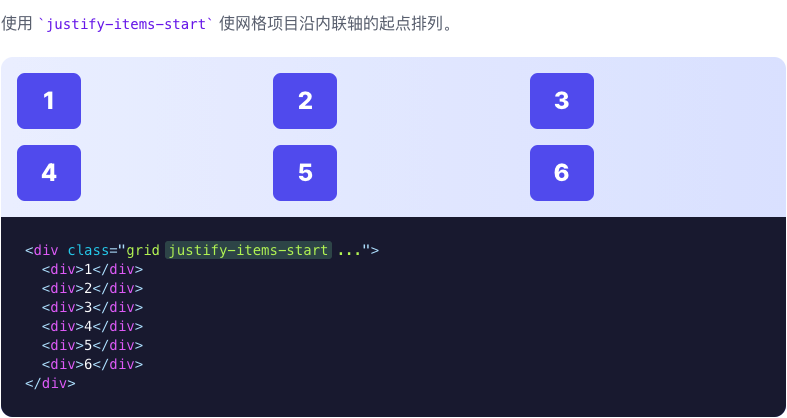 使用 `justify-items-start` 使网格项目沿内联轴的起点排列。
1 2 3
4 5 6
<div class="grid justify-items-start ...">
  <div>1</div>
  <div>2</div>
  <div>3</div>
  <div>4</div>
  <div>5</div>
  <div>6</div>
</div>